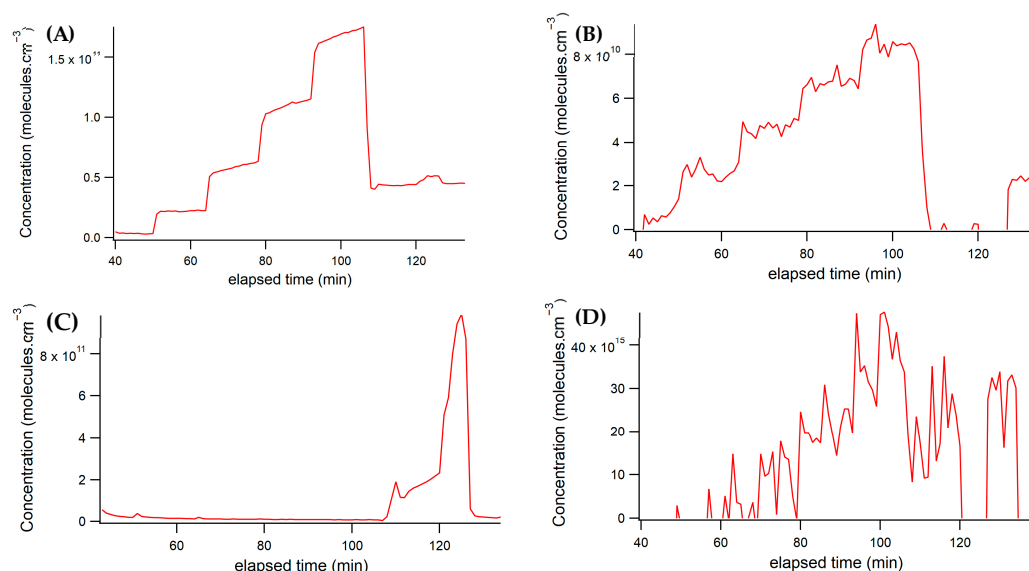 (A)
Concentration (molecules.cm⁻³)
1.5 x 10¹¹
1.0
0.5
0.0
40 60 80 100 120
elapsed time (min)
(B)
Concentration (molecules.cm⁻³)
8 x 10¹⁰
6
4
2
0
40 60 80 100 120
elapsed time (min)
(C)
Concentration (molecules.cm⁻³)
8 x 10¹¹
6
4
2
0
60 80 100 120
elapsed time (min)
(D)
Concentration (molecules.cm⁻³)
40 x 10¹⁵
30
20
10
0
40 60 80 100 120
elapsed time (min)